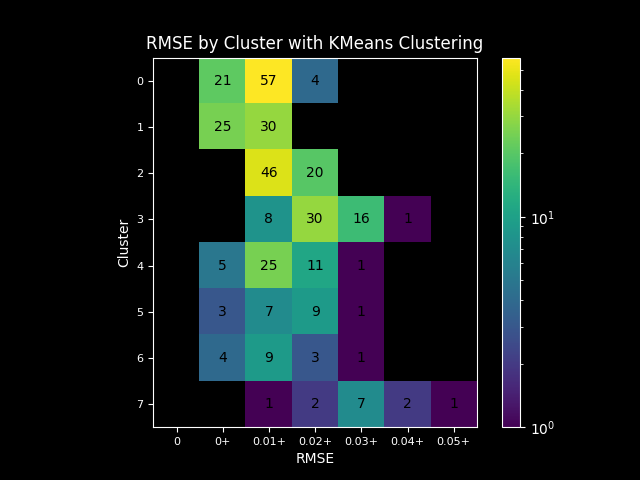 RMSE by Cluster with KMeans Clustering
0 21 57 4
1 25 30
2 46 20
3 8 30 16 1
4 5 25 11 1
5 3 7 9 1
6 4 9 3 1
7 1 2 7 2 1
0 0+ 0.01+ 0.02+ 0.03+ 0.04+ 0.05+
RMSE
Cluster
10¹
10⁰